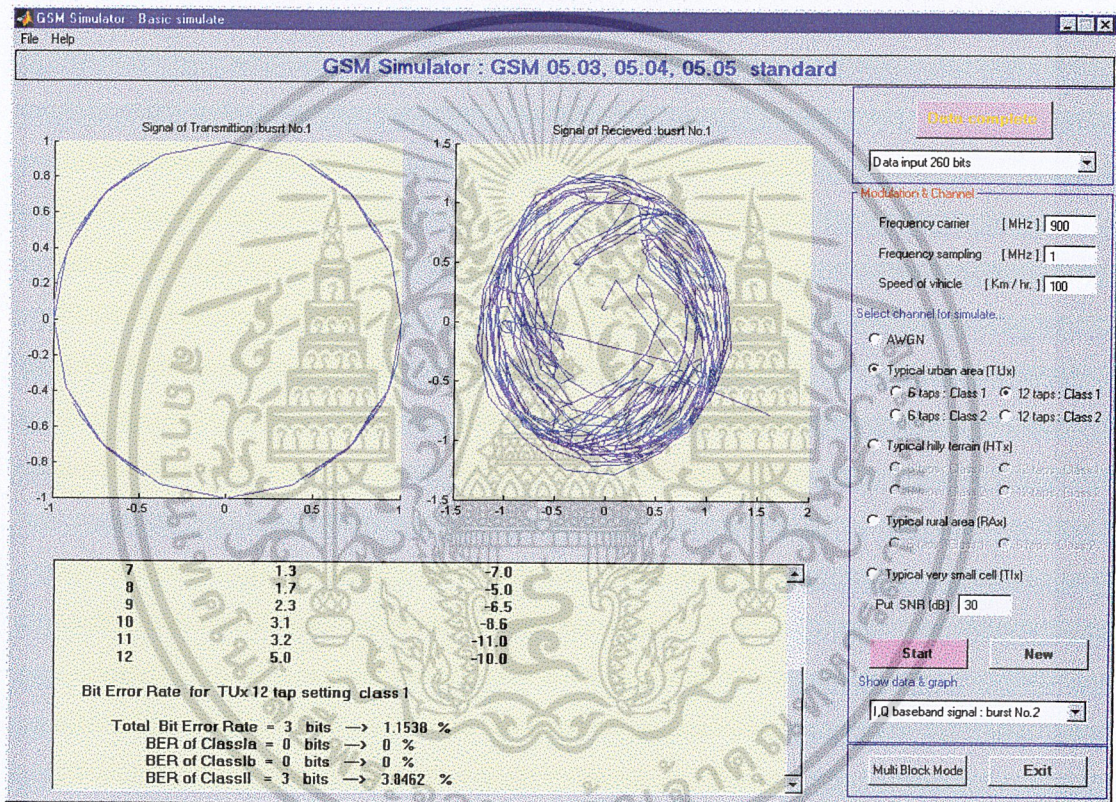 GSM Simulator : Basic simulate
File Help
GSM Simulator : GSM 05.03, 05.04, 05.05 standard
Signal of Transmittion :busrt No.1
1
0.8
0.6
0.4
0.2
0
-0.2
-0.4
-0.6
-0.8
-1
-1 -0.5 0 0.5 1
Signal of Recieved :busrt No.1
1.5
1
0.5
0
-0.5
-1
-1.5
-1.5 -1 -0.5 0 0.5 1 1.5 2
Data complete
Data input 260 bits
Modulation & Channel
Frequency carrier [ MHz ] 900
Frequency sampling [ MHz ] 1
Speed of vihicle [ Km / hr. ] 100
Select channel for simulate...
AWGN
Typical urban area (TUx)
6 taps : Class 1 12 taps : Class 1
6 taps : Class 2 12 taps : Class 2
Typical hilly terrain (HTx)
Typical rural area (RAx)
Typical very small cell (TIx)
Put SNR (dB) 30
Start New
Show data & graph
I,Q baseband signal : burst No.2
Multi Block Mode Exit
7 1.3 -7.0
8 1.7 -5.0
9 2.3 -6.5
10 3.1 -8.6
11 3.2 -11.0
12 5.0 -10.0
Bit Error Rate for TUx 12 tap setting class 1
Total Bit Error Rate = 3 bits —> 1.1538 %
BER of ClassIa = 0 bits —> 0 %
BER of ClassIb = 0 bits —> 0 %
BER of ClassII = 3 bits —> 3.8462 %